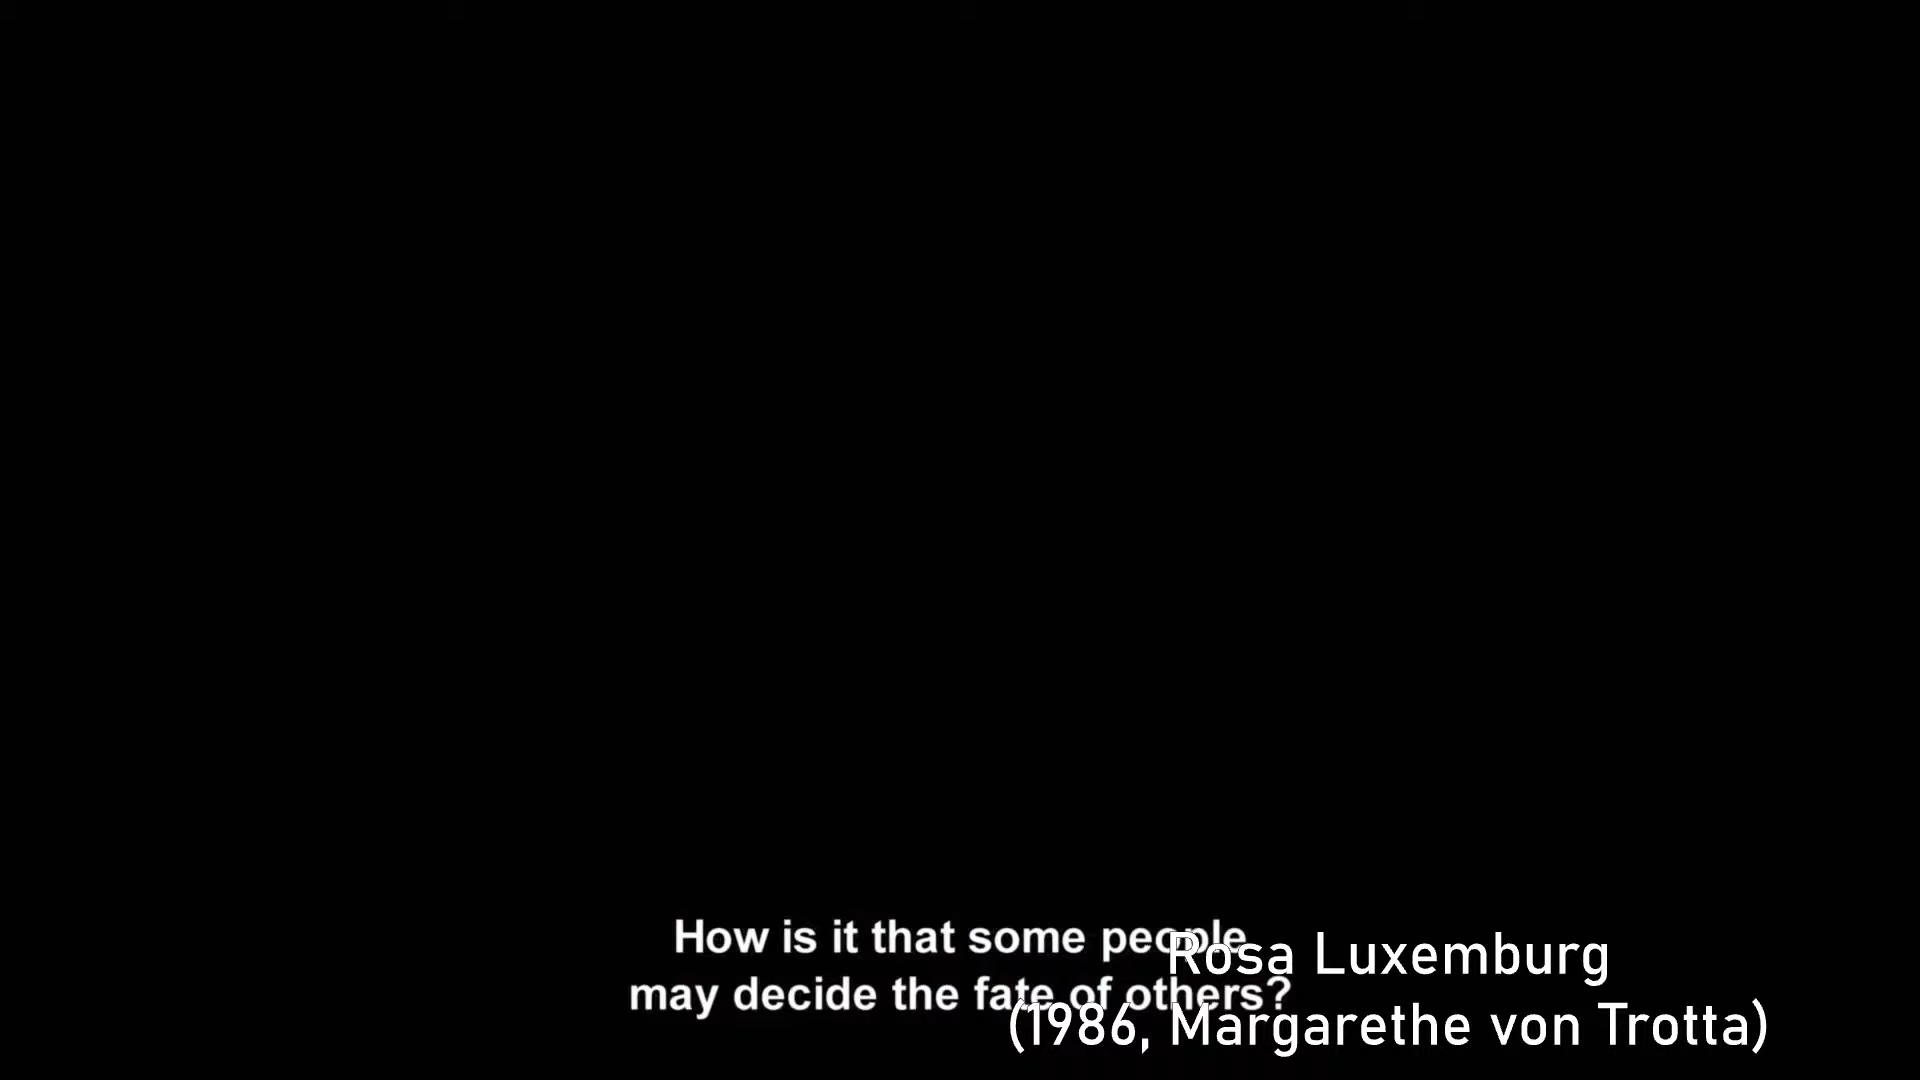 How is it that some people
may decide the fate of others?
Rosa Luxemburg
(1986, Margarethe von Trotta)